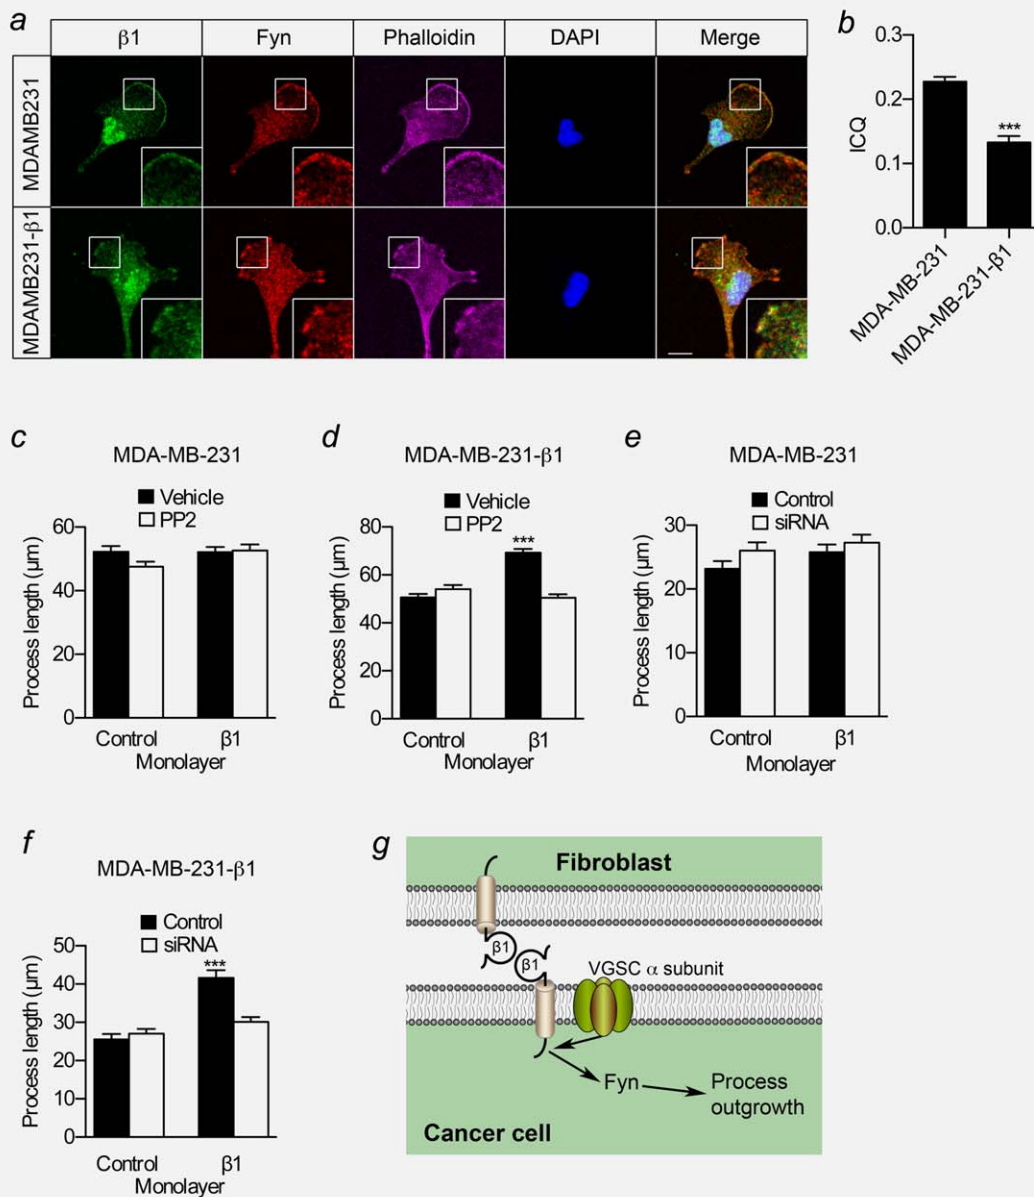 a
β1 Fyn Phalloidin DAPI Merge
MDAMB231
MDAMB231-β1
b
0.3
0.2
0.1
0.0
ICQ
***
MDA-MB-231
MDA-MB-231-β1
c
MDA-MB-231
Vehicle
PP2
60
40
20
0
Process length (µm)
Control β1
Monolayer
d
MDA-MB-231-β1
Vehicle
PP2
80
60
40
20
0
Process length (µm)
***
Control β1
Monolayer
e
MDA-MB-231
Control
siRNA
30
20
10
0
Process length (µm)
Control β1
Monolayer
f
MDA-MB-231-β1
Control
siRNA
50
40
30
20
10
0
Process length (µm)
***
Control β1
Monolayer
g
Fibroblast
β1
β1
VGSC α subunit
Fyn
Process
outgrowth
Cancer cell